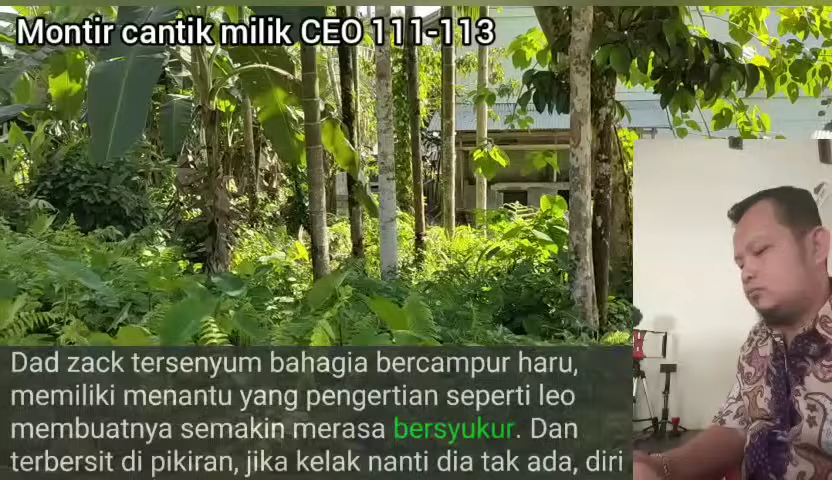 Montir cantik milik CEO 111-113
Dad zack tersenyum bahagia bercampur haru,
memiliki menantu yang pengertian seperti leo
membuatnya semakin merasa bersyukur. Dan
terbersit di pikiran, jika kelak nanti dia tak ada, diri